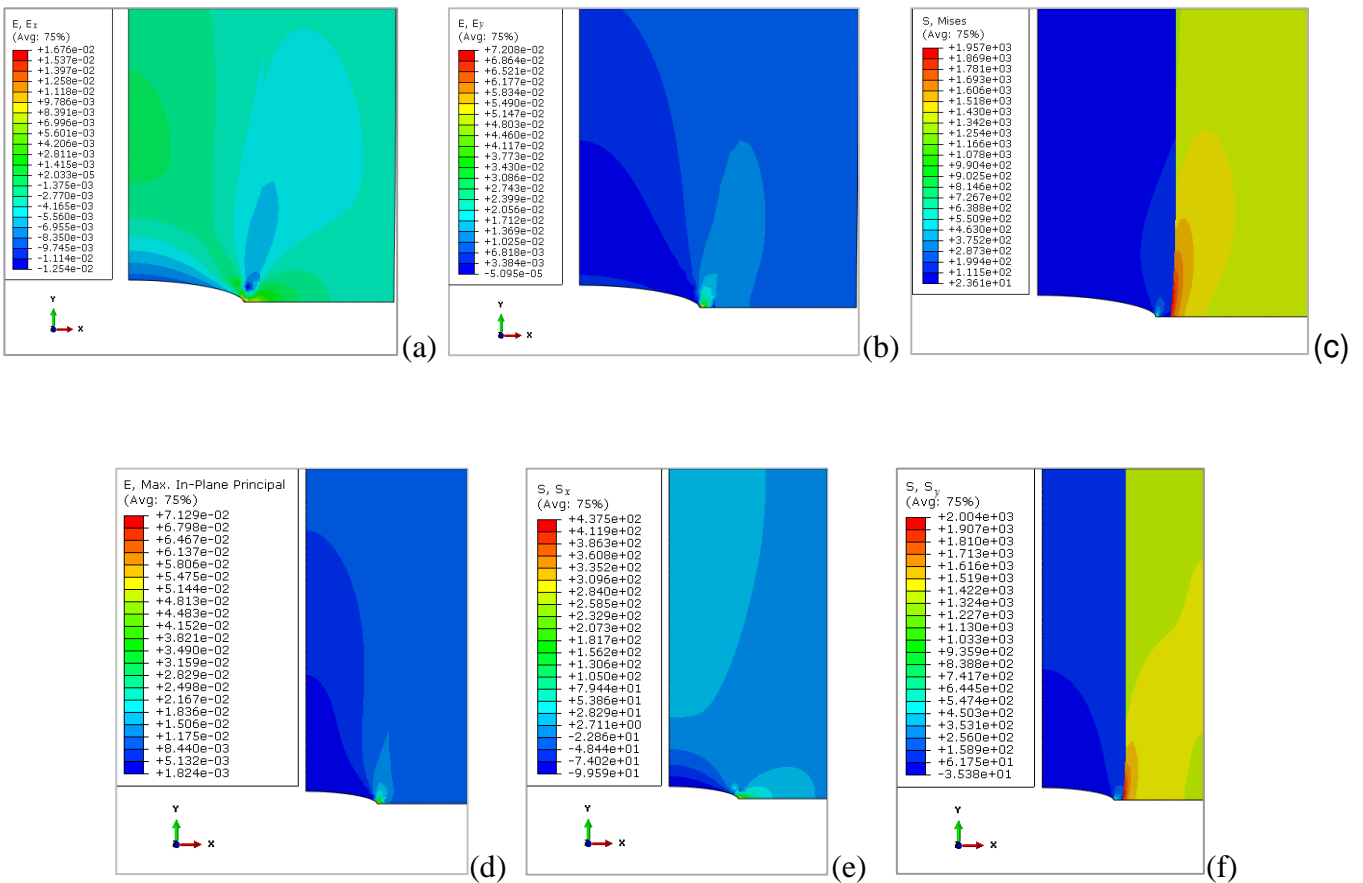 E, Ex
(Avg: 75%)
+1.676e-02
+1.537e-02
+1.397e-02
+1.258e-02
+1.118e-02
+9.786e-03
+8.391e-03
+6.996e-03
+5.601e-03
+4.206e-03
+2.811e-03
+1.415e-03
+2.033e-05
-1.375e-03
-2.770e-03
-4.165e-03
-5.560e-03
-6.955e-03
-8.350e-03
-9.745e-03
-1.114e-02
-1.254e-02
Y
Z X
(a)
E, Ey
(Avg: 75%)
+7.208e-02
+6.864e-02
+6.521e-02
+6.177e-02
+5.834e-02
+5.490e-02
+5.147e-02
+4.803e-02
+4.460e-02
+4.117e-02
+3.773e-02
+3.430e-02
+3.086e-02
+2.743e-02
+2.399e-02
+2.056e-02
+1.712e-02
+1.369e-02
+1.025e-02
+6.818e-03
+3.384e-03
-5.095e-05
Y
Z X
(b)
S, Mises
(Avg: 75%)
+1.957e+03
+1.869e+03
+1.781e+03
+1.693e+03
+1.606e+03
+1.518e+03
+1.430e+03
+1.342e+03
+1.254e+03
+1.166e+03
+1.078e+03
+9.904e+02
+9.025e+02
+8.146e+02
+7.267e+02
+6.388e+02
+5.509e+02
+4.630e+02
+3.752e+02
+2.873e+02
+1.994e+02
+1.115e+02
+2.361e+01
Y
Z X
(c)
E, Max. In-Plane Principal
(Avg: 75%)
+7.129e-02
+6.798e-02
+6.467e-02
+6.137e-02
+5.806e-02
+5.475e-02
+5.144e-02
+4.813e-02
+4.483e-02
+4.152e-02
+3.821e-02
+3.490e-02
+3.159e-02
+2.829e-02
+2.498e-02
+2.167e-02
+1.836e-02
+1.506e-02
+1.175e-02
+8.440e-03
+5.132e-03
+1.824e-03
Y
Z X
(d)
S, Sx
(Avg: 75%)
+4.375e+02
+4.119e+02
+3.863e+02
+3.608e+02
+3.352e+02
+3.096e+02
+2.840e+02
+2.585e+02
+2.329e+02
+2.073e+02
+1.817e+02
+1.562e+02
+1.306e+02
+1.050e+02
+7.944e+01
+5.386e+01
+2.829e+01
+2.711e+00
-2.286e+01
-4.844e+01
-7.402e+01
-9.959e+01
Y
Z X
(e)
S, Sy
(Avg: 75%)
+2.004e+03
+1.907e+03
+1.810e+03
+1.713e+03
+1.616e+03
+1.519e+03
+1.422e+03
+1.324e+03
+1.227e+03
+1.130e+03
+1.033e+03
+9.359e+02
+8.388e+02
+7.417e+02
+6.445e+02
+5.474e+02
+4.503e+02
+3.531e+02
+2.560e+02
+1.589e+02
+6.175e+01
-3.538e+01
Y
Z X
(f)